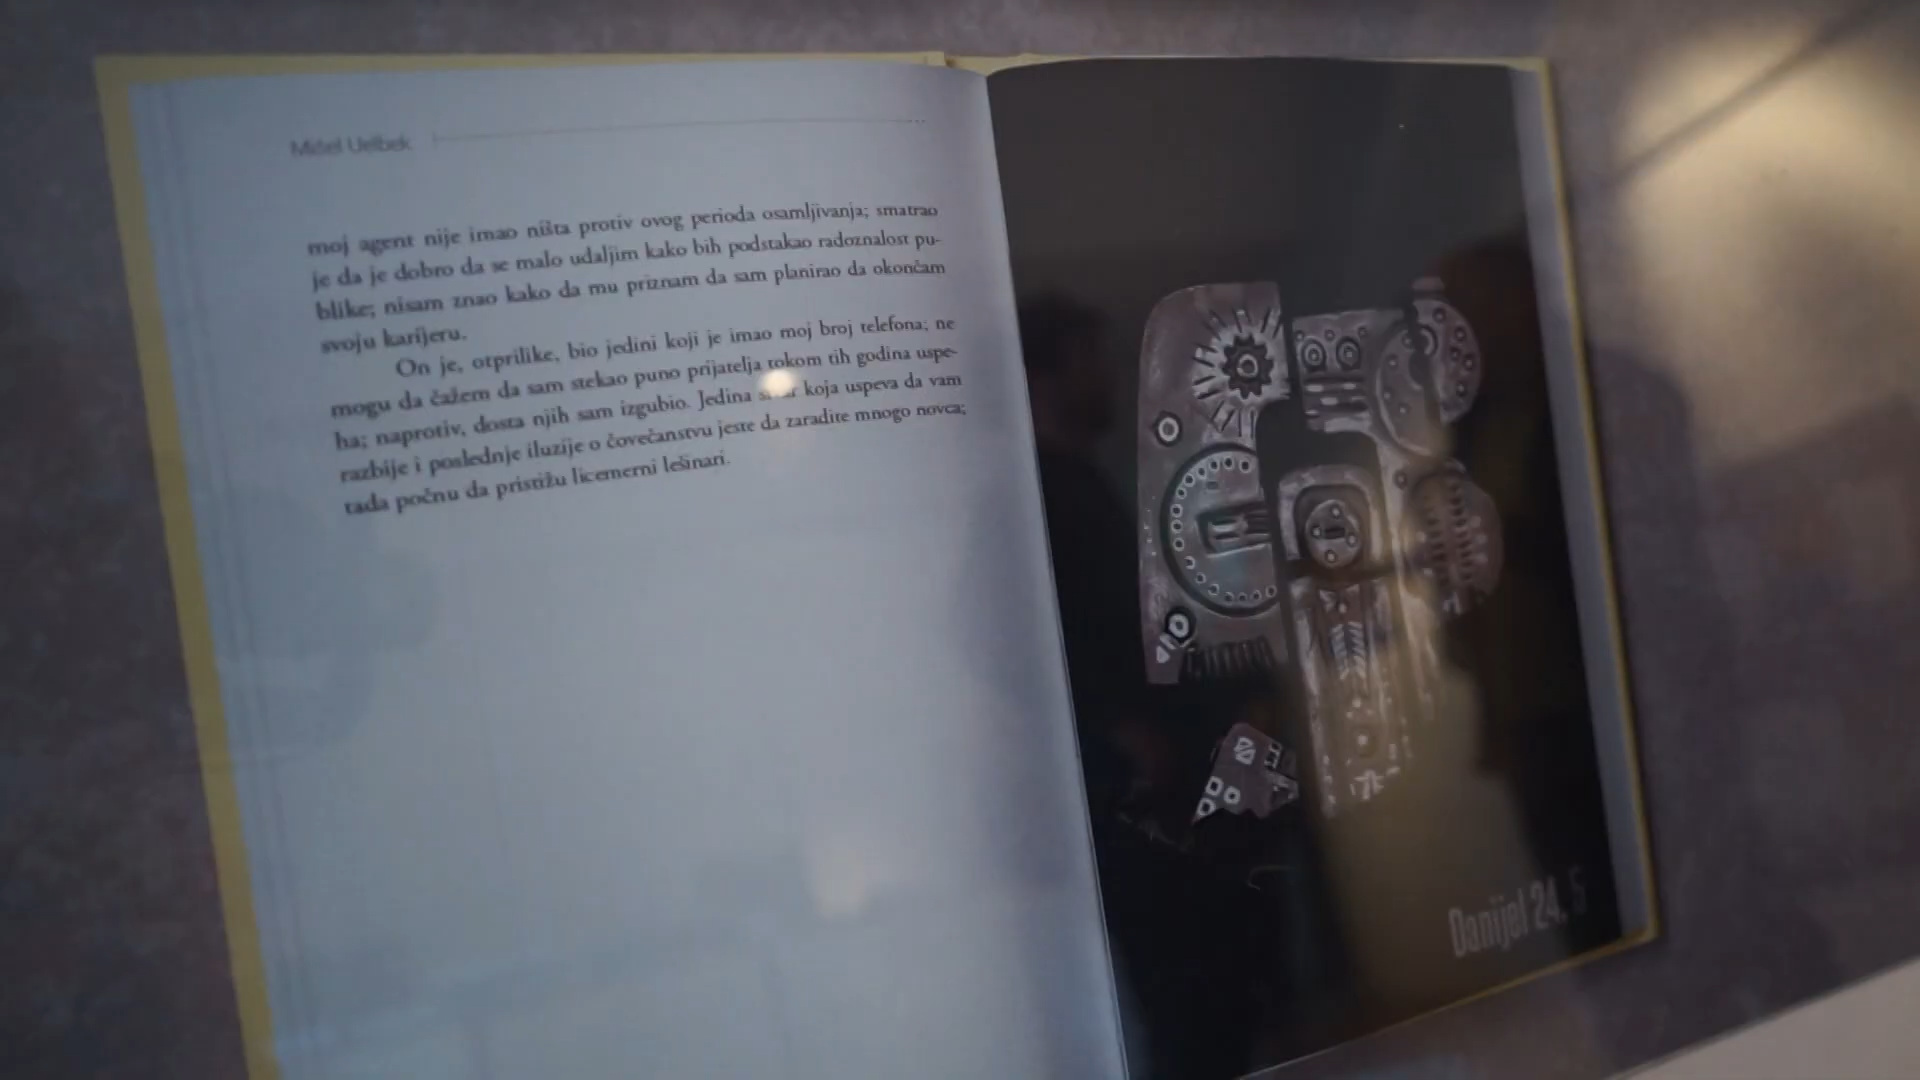 Mišel Uelbek
moj agent nije imao ništa protiv ovog perioda osamljivanja; smatrao
je da je dobro da se malo udaljim kako bih podstakao radoznalost pu-
blike; nisam znao kako da mu priznam da sam planirao da okončam
svoju karijeru.
On je, otprilike, bio jedini koji je imao moj broj telefona; ne
mogu da čažem da sam stekao puno prijatelja tokom tih godina uspe-
ha; naprotiv, dosta njih sam izgubio. Jedina koja uspeva da vam
razbije i poslednje iluzije o čovečanstvu jeste da zaradite mnogo novca;
tada počnu da pristižu licemerni lešinari.
Danijel 24, 5